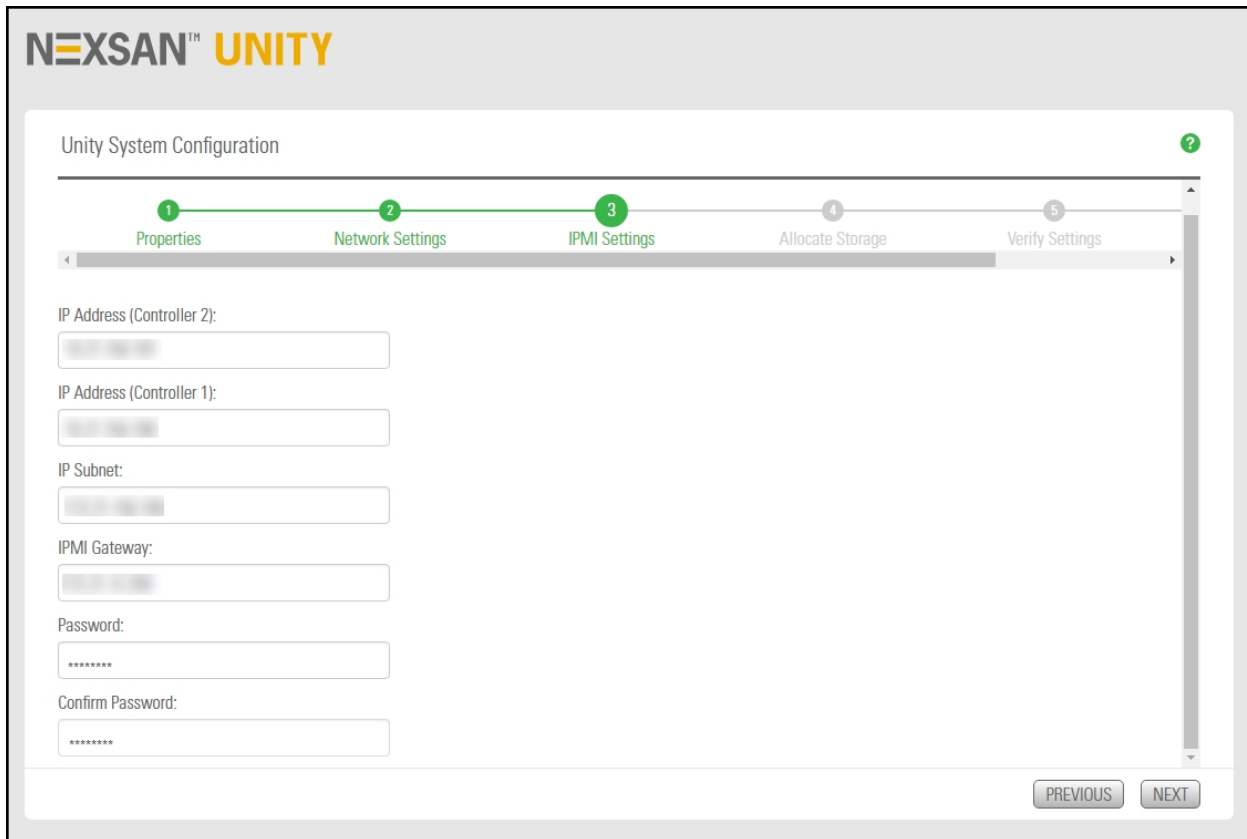 NEXSAN™ UNITY
Unity System Configuration
?
1 2 3 4 5
Properties Network Settings IPMI Settings Allocate Storage Verify Settings
IP Address (Controller 2):
IP Address (Controller 1):
IP Subnet:
IPMI Gateway:
Password:
********
Confirm Password:
********
PREVIOUS NEXT